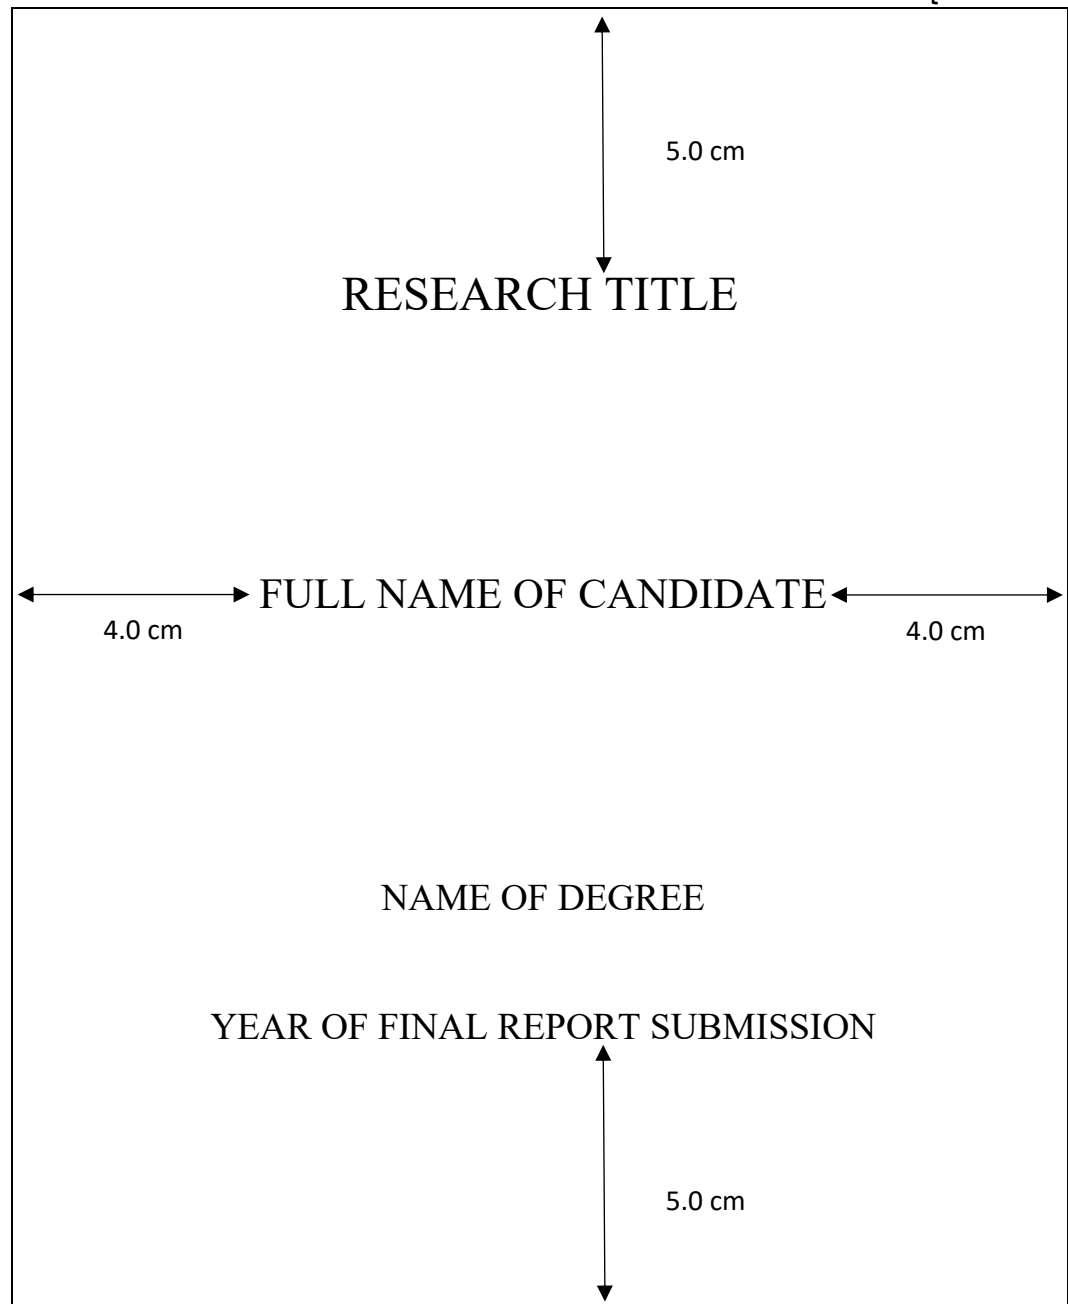 5.0 cm
RESEARCH TITLE
FULL NAME OF CANDIDATE
4.0 cm 4.0 cm
NAME OF DEGREE
YEAR OF FINAL REPORT SUBMISSION
5.0 cm